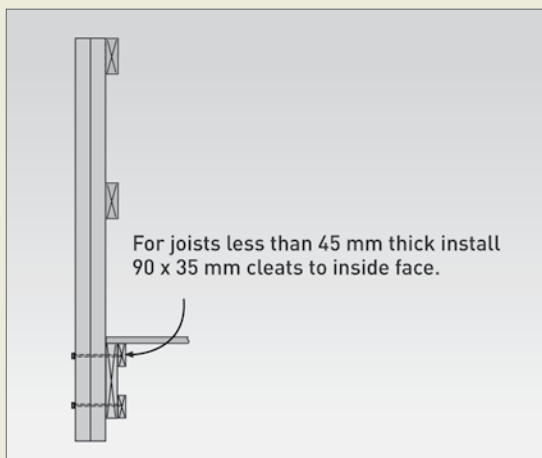 For joists less than 45 mm thick install
90 x 35 mm cleats to inside face.